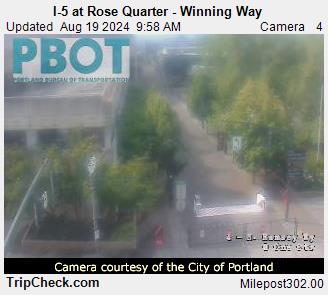 I-5 at Rose Quarter - Winning Way
Updated Aug 19 2024 9:58 AM Camera 4
PBOT
PORTLAND BUREAU OF TRANSPORTATION
Camera courtesy of the City of Portland
TripCheck.com Milepost302.00